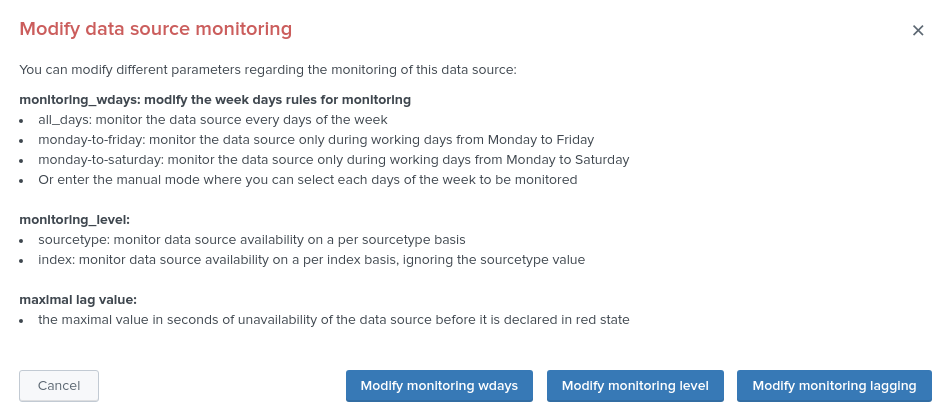 Modify data source monitoring
×
You can modify different parameters regarding the monitoring of this data source:
monitoring_wdays: modify the week days rules for monitoring
• all_days: monitor the data source every days of the week
• monday-to-friday: monitor the data source only during working days from Monday to Friday
• monday-to-saturday: monitor the data source only during working days from Monday to Saturday
• Or enter the manual mode where you can select each days of the week to be monitored
monitoring_level:
• sourcetype: monitor data source availability on a per sourcetype basis
• index: monitor data source availability on a per index basis, ignoring the sourcetype value
maximal lag value:
• the maximal value in seconds of unavailability of the data source before it is declared in red state
Cancel
Modify monitoring wdays
Modify monitoring level
Modify monitoring lagging